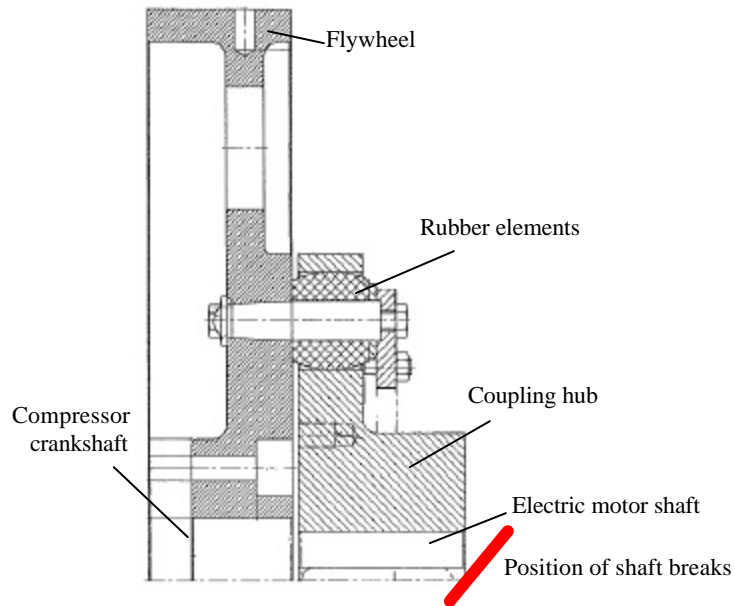 Flywheel
Rubber elements
Coupling hub
Compressor
crankshaft
Electric motor shaft
Position of shaft breaks